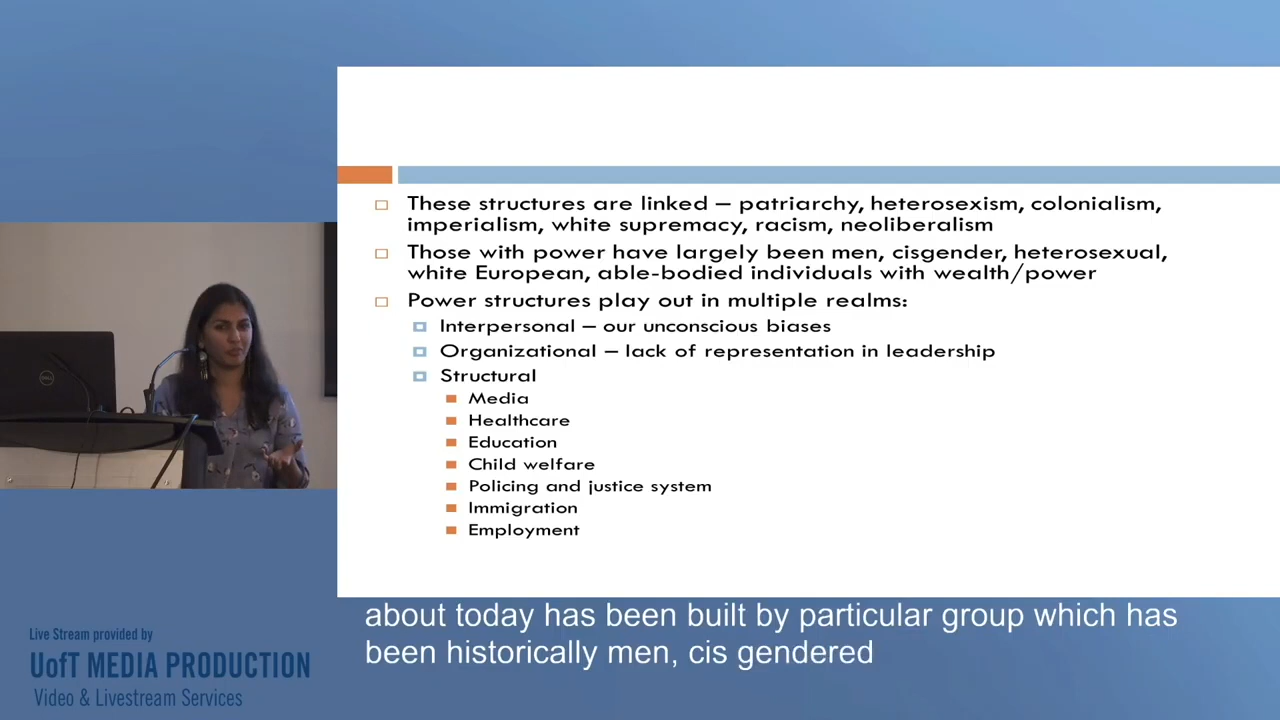 These structures are linked – patriarchy, heterosexism, colonialism,
imperialism, white supremacy, racism, neoliberalism
Those with power have largely been men, cisgender, heterosexual,
white European, able-bodied individuals with wealth/power
Power structures play out in multiple realms:
Interpersonal – our unconscious biases
Organizational – lack of representation in leadership
Structural
Media
Healthcare
Education
Child welfare
Policing and justice system
Immigration
Employment
about today has been built by particular group which has
been historically men, cis gendered
Live Stream provided by
UofT MEDIA PRODUCTION
Video & Livestream Services
DELL